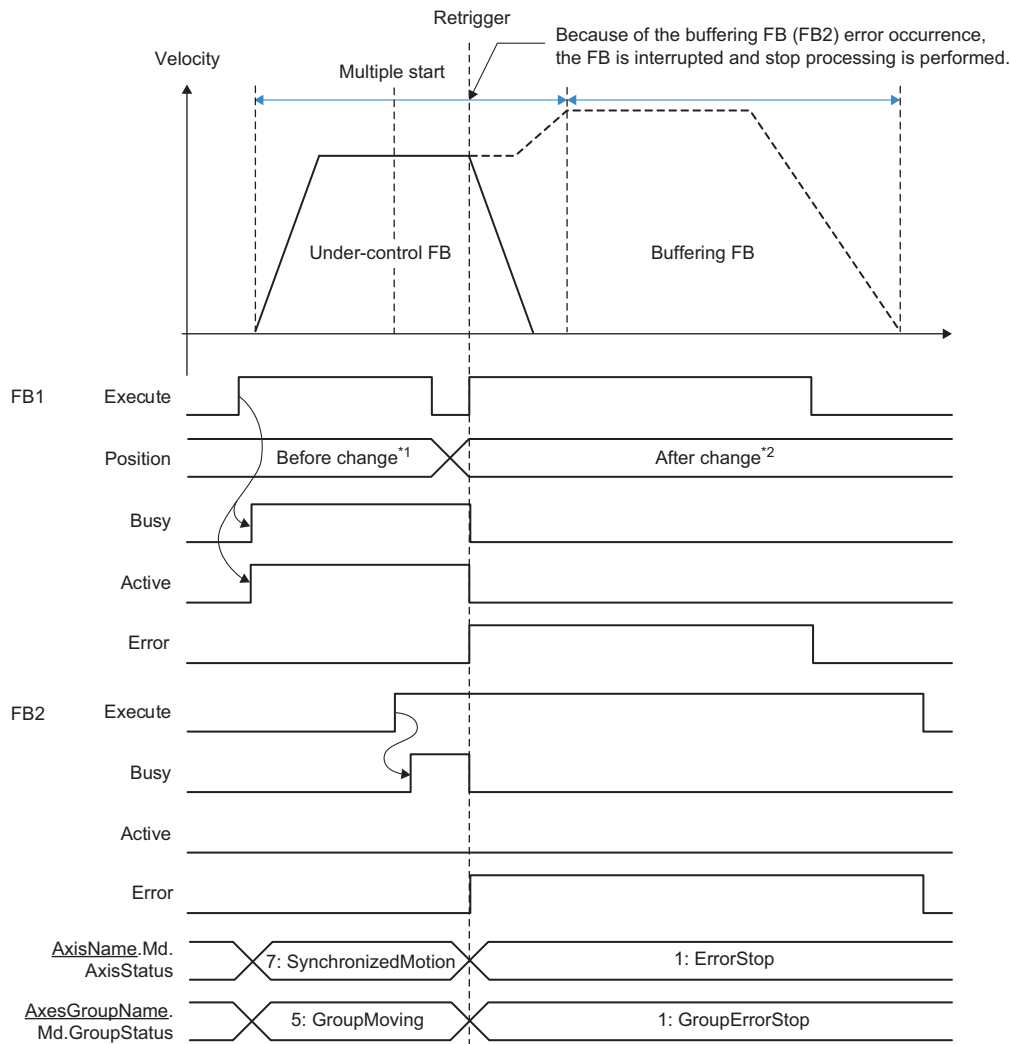 Retrigger
Because of the buffering FB (FB2) error occurrence,
the FB is interrupted and stop processing is performed.
Velocity
Multiple start
Under-control FB
Buffering FB
FB1
Execute
Position
Before change*1
After change*2
Busy
Active
Error
FB2
Execute
Busy
Active
Error
AxisName.Md.
AxisStatus
7: SynchronizedMotion
1: ErrorStop
AxesGroupName.
Md.GroupStatus
5: GroupMoving
1: GroupErrorStop